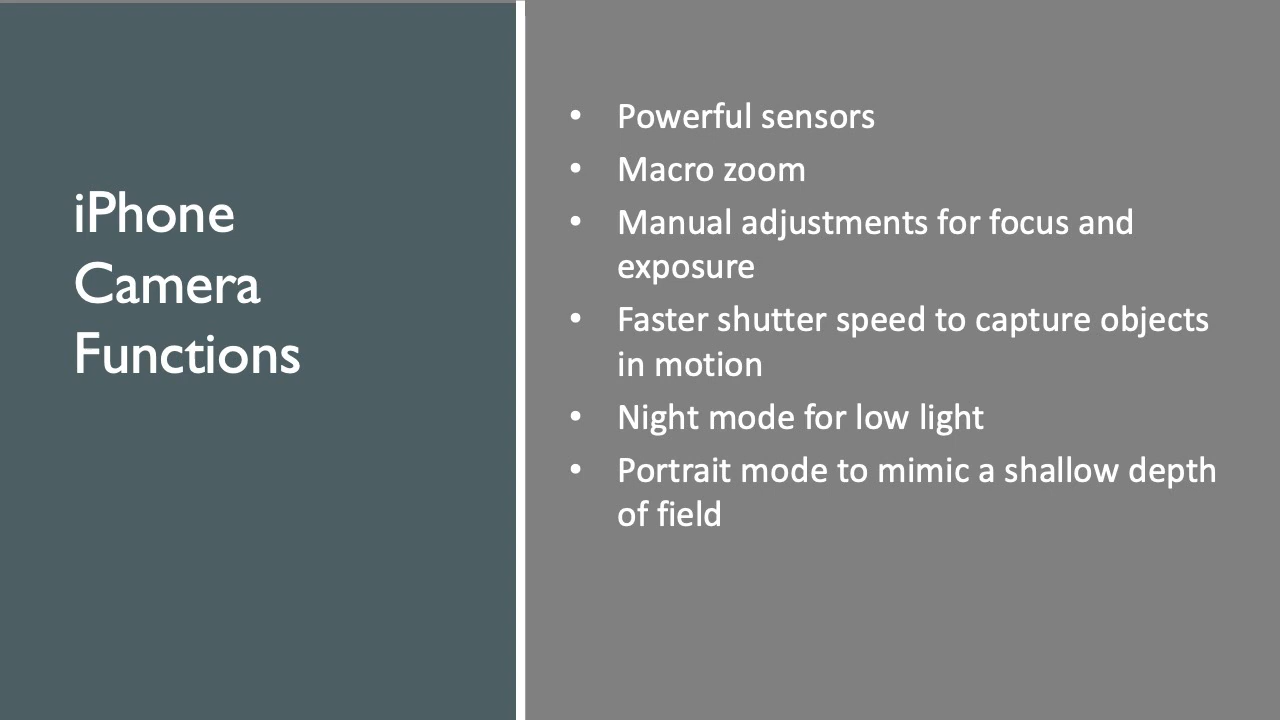 iPhone
Camera
Functions
• Powerful sensors
• Macro zoom
• Manual adjustments for focus and
exposure
• Faster shutter speed to capture objects
in motion
• Night mode for low light
• Portrait mode to mimic a shallow depth
of field